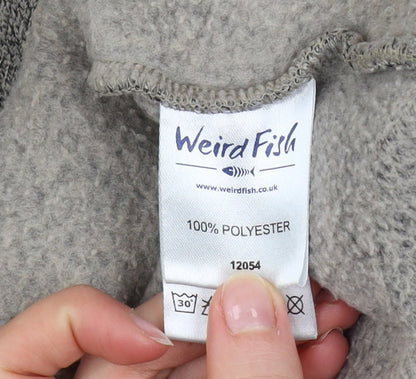 Weird Fish
www.weirdfish.co.uk
100% POLYESTER
12054
30°